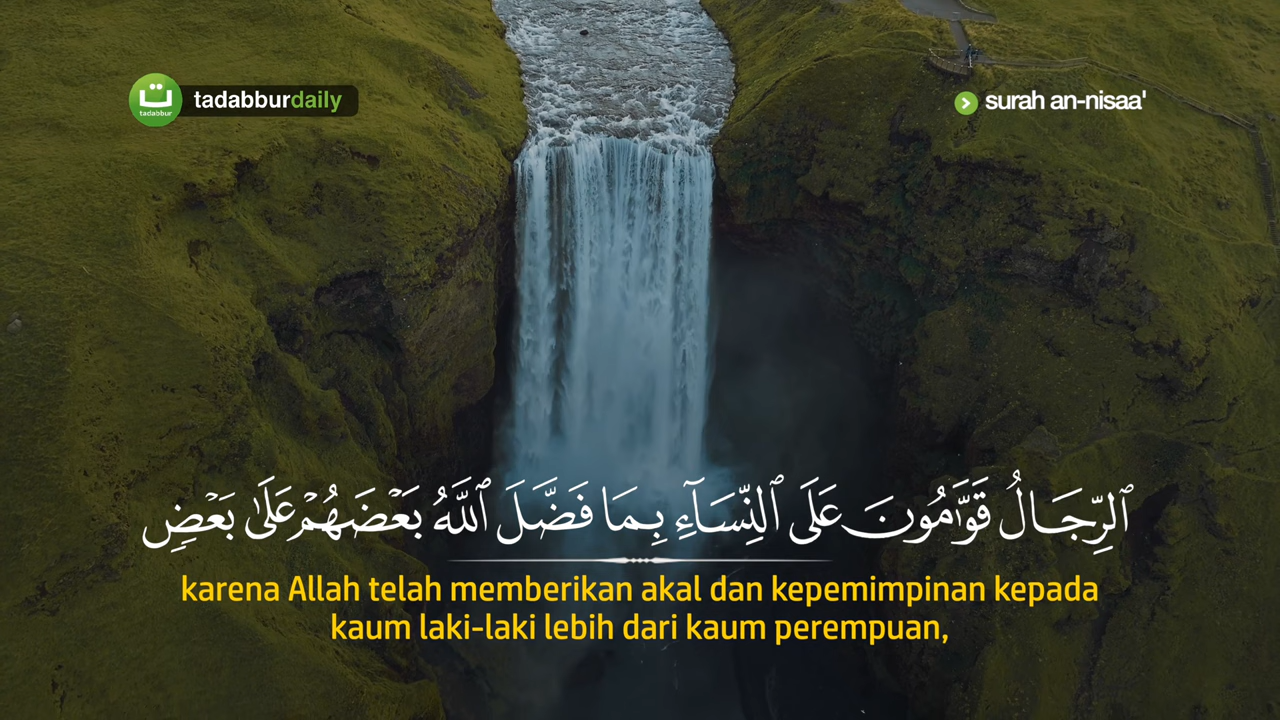 ت
tadabbur
tadabburdaily
surah an-nisaa'
ٱلرِّجَالُ قَوَّٰمُونَ عَلَى ٱلنِّسَآءِ بِمَا فَضَّلَ ٱللَّهُ بَعْضَهُمْ عَلَىٰ بَعْضٍ
karena Allah telah memberikan akal dan kepemimpinan kepada
kaum laki-laki lebih dari kaum perempuan,